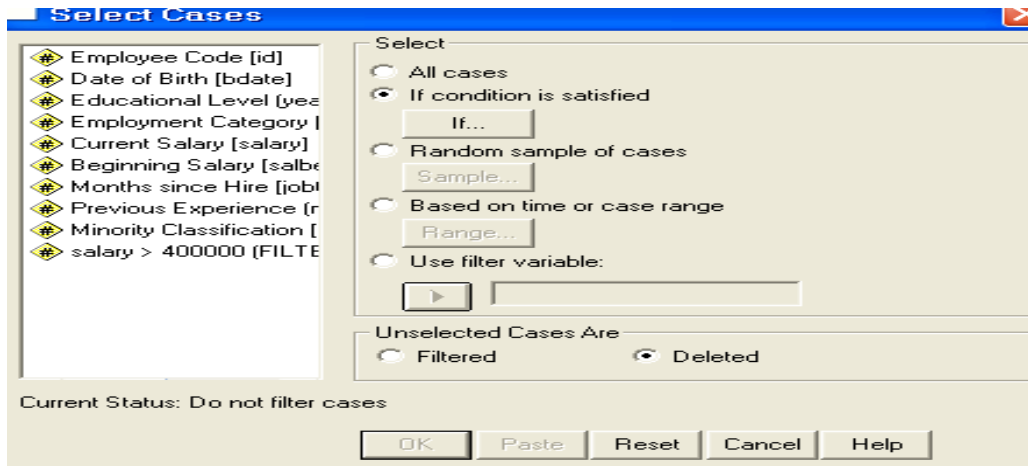 Select Cases
Employee Code [id]
Date of Birth [bdate]
Educational Level (yea
Employment Category [
Current Salary [salary]
Beginning Salary [salbe
Months since Hire [jobt
Previous Experience (r
Minority Classification [
salary > 400000 (FILTE
Select
All cases
If condition is satisfied
If...
Random sample of cases
Sample...
Based on time or case range
Range...
Use filter variable:
Unselected Cases Are
Filtered
Deleted
Current Status: Do not filter cases
OK
Paste
Reset
Cancel
Help